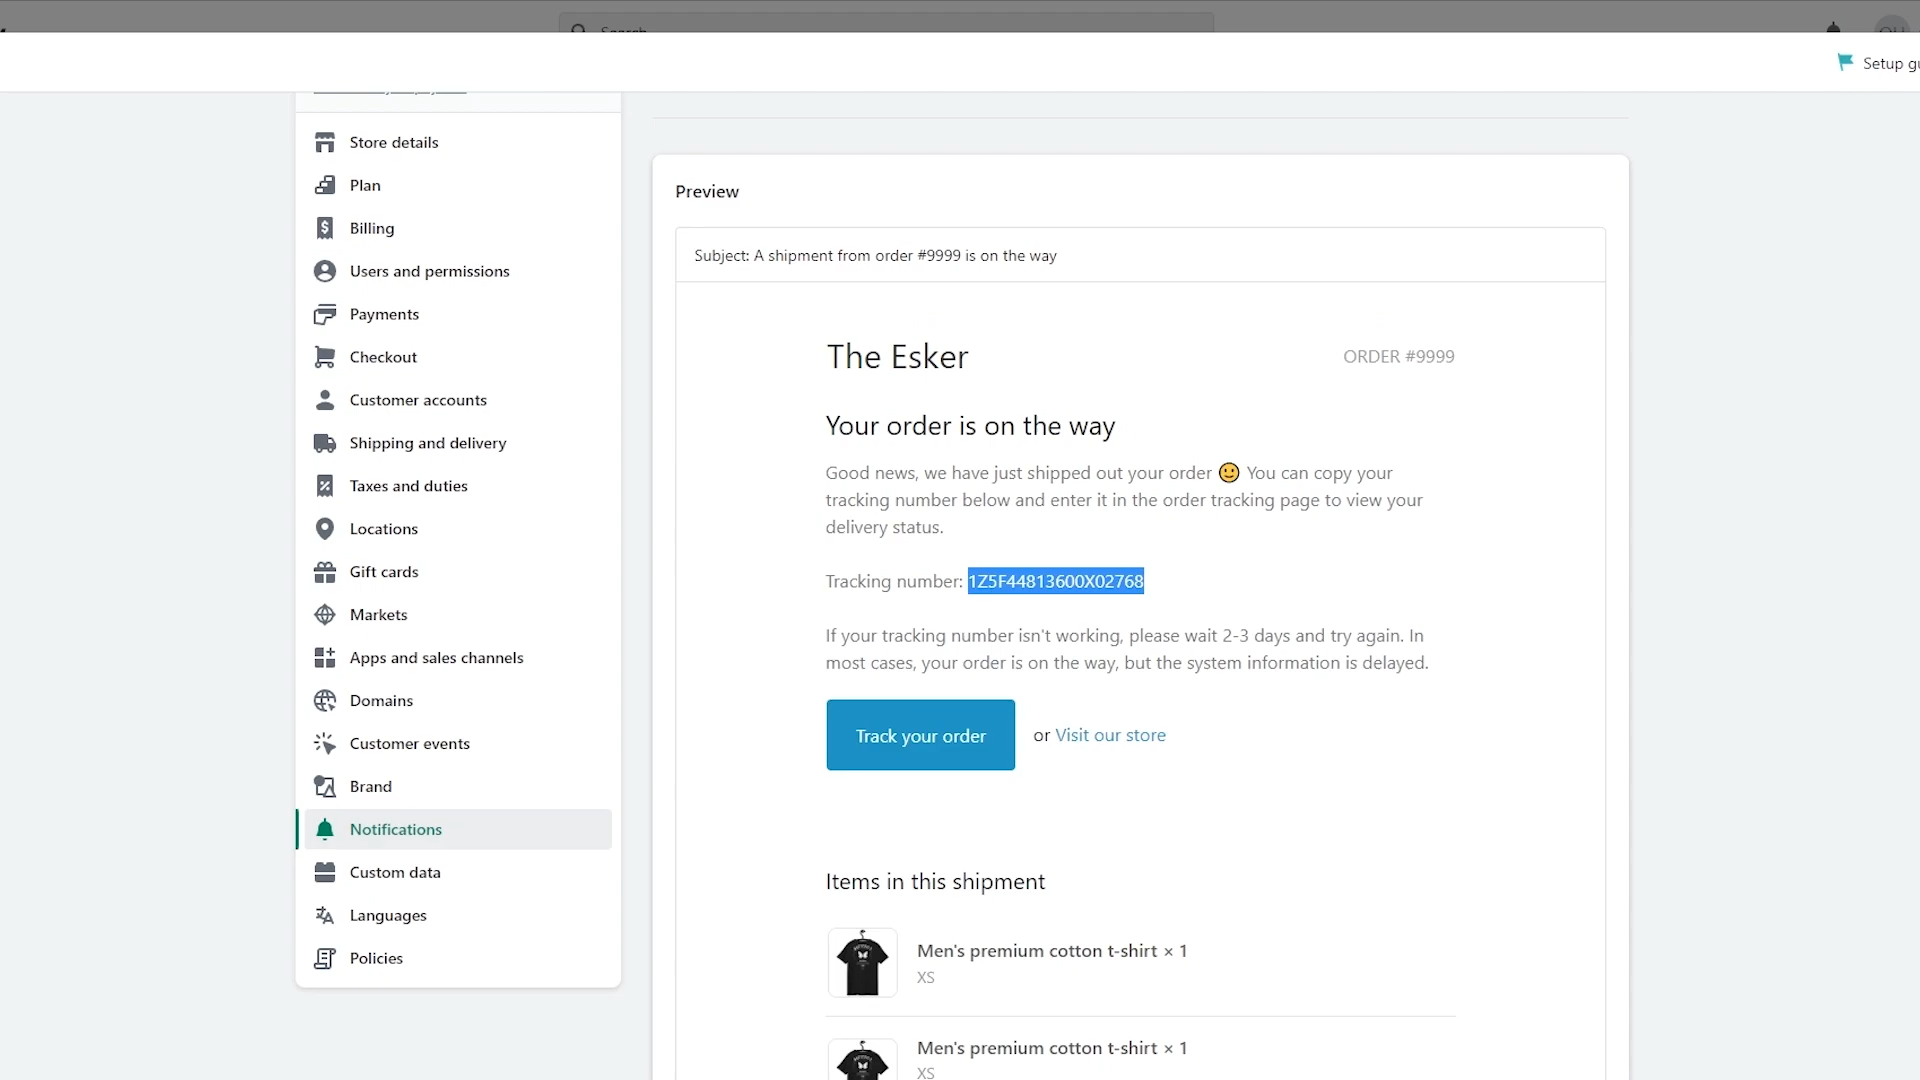 Setup
Store details
Plan
Billing
Users and permissions
Payments
Checkout
Customer accounts
Shipping and delivery
Taxes and duties
Locations
Gift cards
Markets
Apps and sales channels
Domains
Customer events
Brand
Notifications
Custom data
Languages
Policies
Preview
Subject: A shipment from order #9999 is on the way
The Esker
ORDER #9999
Your order is on the way
Good news, we have just shipped out your order 🙂 You can copy your
tracking number below and enter it in the order tracking page to view your
delivery status.
Tracking number: 1Z5F44813600X02768
If your tracking number isn't working, please wait 2-3 days and try again. In
most cases, your order is on the way, but the system information is delayed.
Track your order
or Visit our store
Items in this shipment
Men's premium cotton t-shirt × 1
XS
Men's premium cotton t-shirt × 1
XS